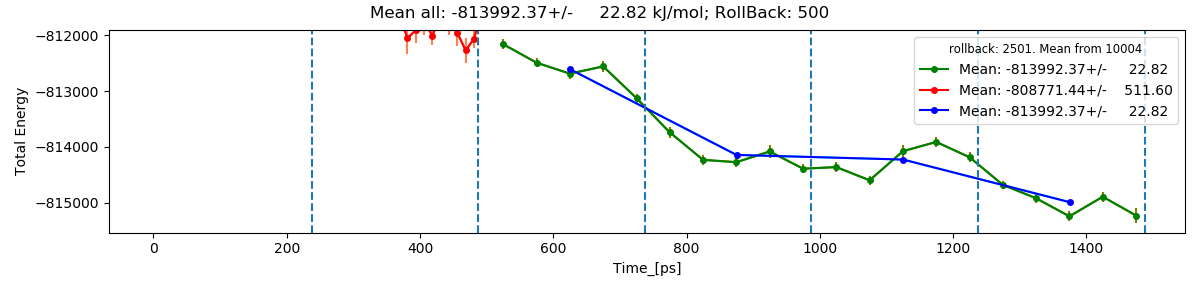 Mean all: -813992.37+/- 22.82 kJ/mol; RollBack: 500
rollback: 2501. Mean from 10004
Mean: -813992.37+/- 22.82
Mean: -808771.44+/- 511.60
Mean: -813992.37+/- 22.82
Total Energy
−812000
−813000
−814000
−815000
0 200 400 600 800 1000 1200 1400
Time_[ps]